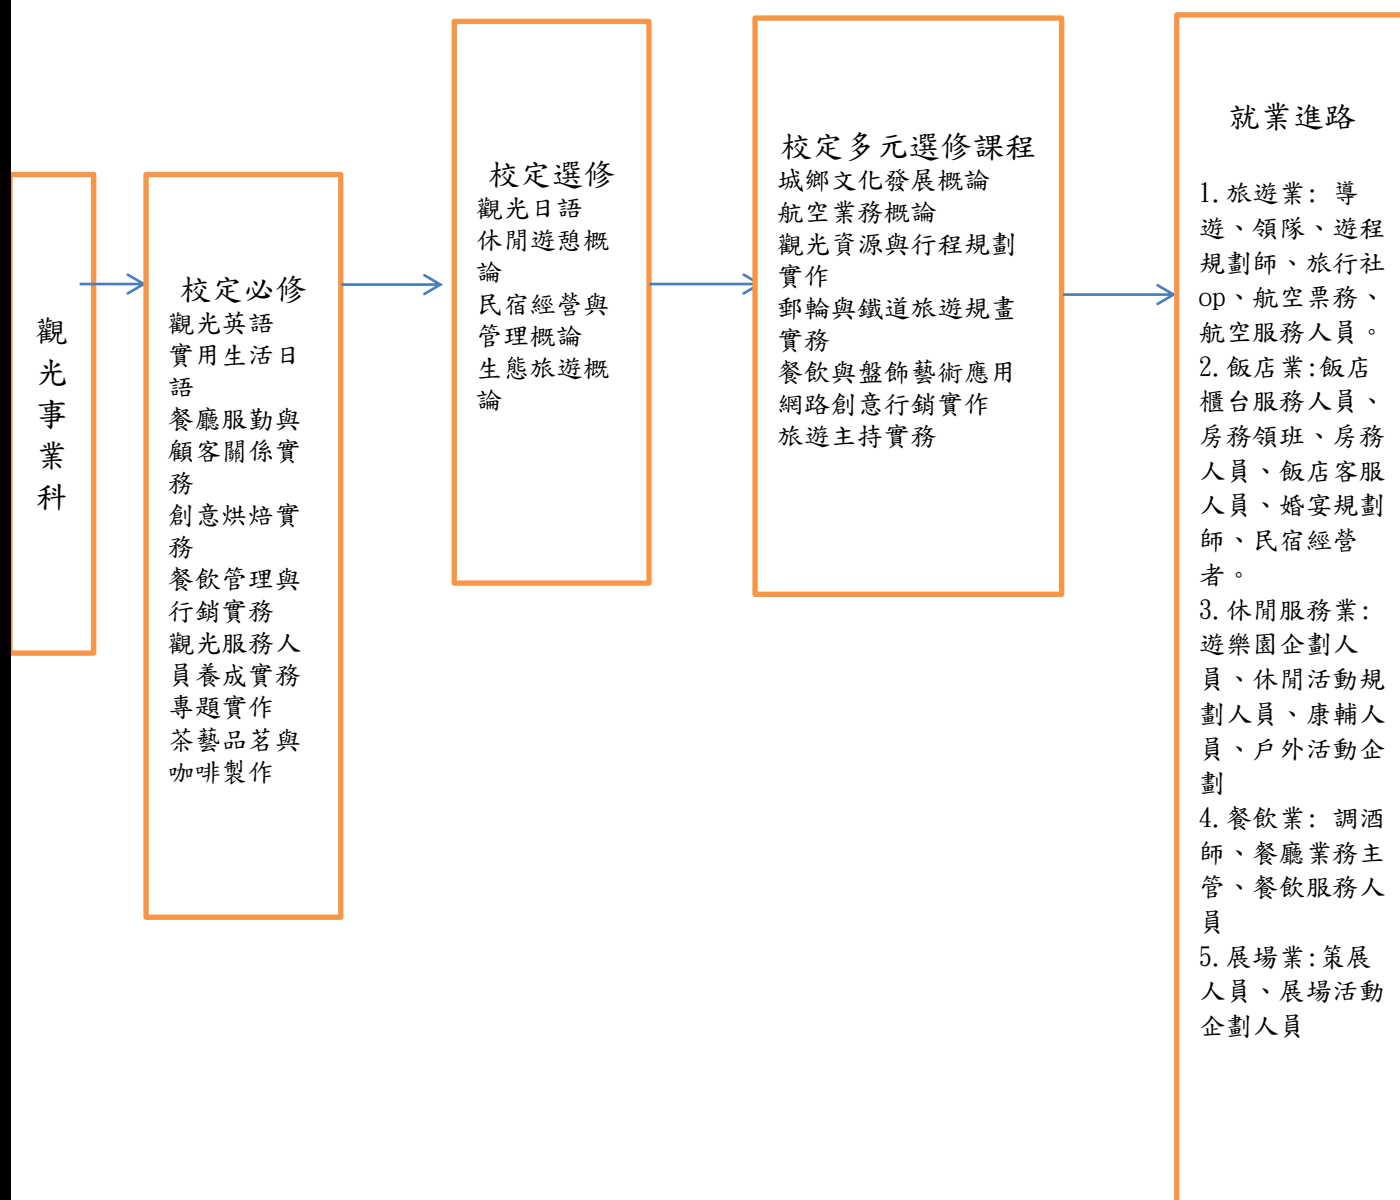 觀光事業科
校定必修
觀光英語
實用生活日
語
餐廳服勤與
顧客關係實
務
創意烘焙實
務
餐飲管理與
行銷實務
觀光服務人
員養成實務
專題實作
茶藝品茗與
咖啡製作
校定選修
觀光日語
休閒遊憩概
論
民宿經營與
管理概論
生態旅遊概
論
校定多元選修課程
城鄉文化發展概論
航空業務概論
觀光資源與行程規劃
實作
郵輪與鐵道旅遊規畫
實務
餐飲與盤飾藝術應用
網路創意行銷實作
旅遊主持實務
就業進路
1.旅遊業: 導
遊、領隊、遊程
規劃師、旅行社
op、航空票務、
航空服務人員。
2.飯店業:飯店
櫃台服務人員、
房務領班、房務
人員、飯店客服
人員、婚宴規劃
師、民宿經營
者。
3.休閒服務業:
遊樂園企劃人
員、休閒活動規
劃人員、康輔人
員、戶外活動企
劃
4.餐飲業: 調酒
師、餐廳業務主
管、餐飲服務人
員
5.展場業:策展
人員、展場活動
企劃人員